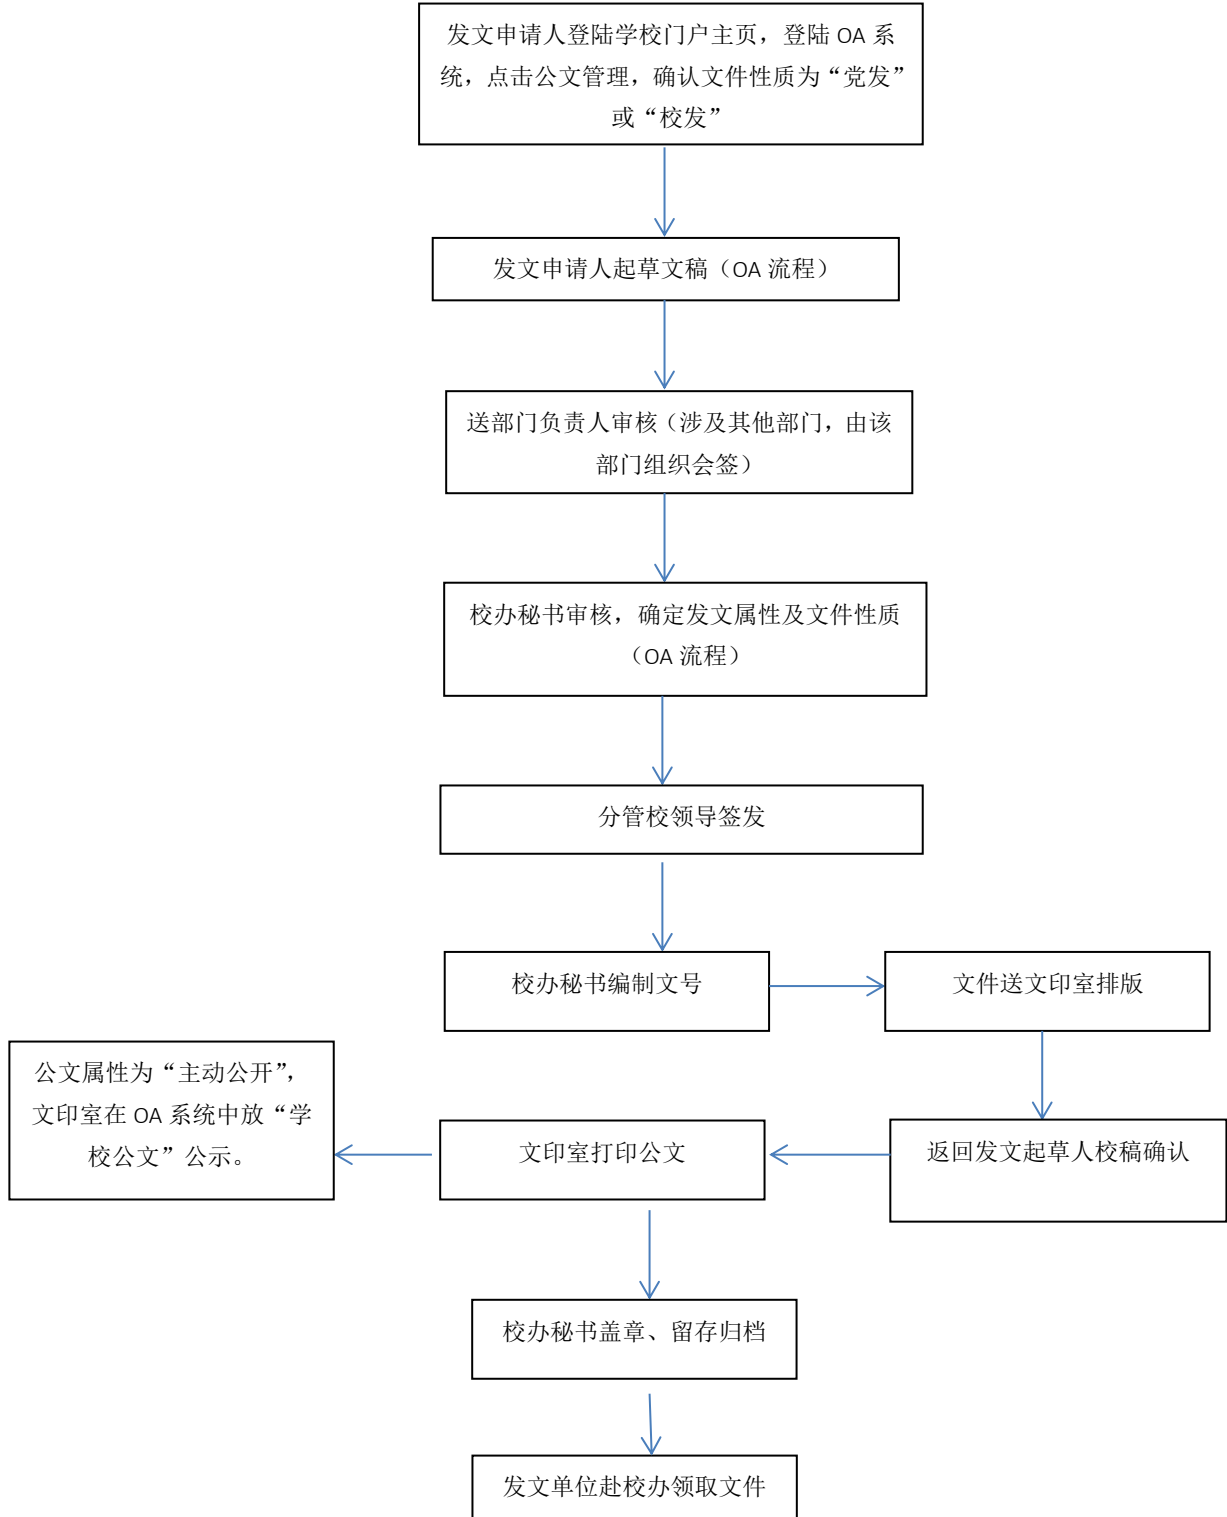 发文申请人登陆学校门户主页，登陆 OA 系
统，点击公文管理，确认文件性质为“党发”
或“校发”
发文申请人起草文稿（OA 流程）
送部门负责人审核（涉及其他部门，由该
部门组织会签）
校办秘书审核，确定发文属性及文件性质
（OA 流程）
分管校领导签发
校办秘书编制文号
文件送文印室排版
公文属性为“主动公开”，
文印室在 OA 系统中放“学
校公文”公示。
文印室打印公文
返回发文起草人校稿确认
校办秘书盖章、留存归档
发文单位赴校办领取文件